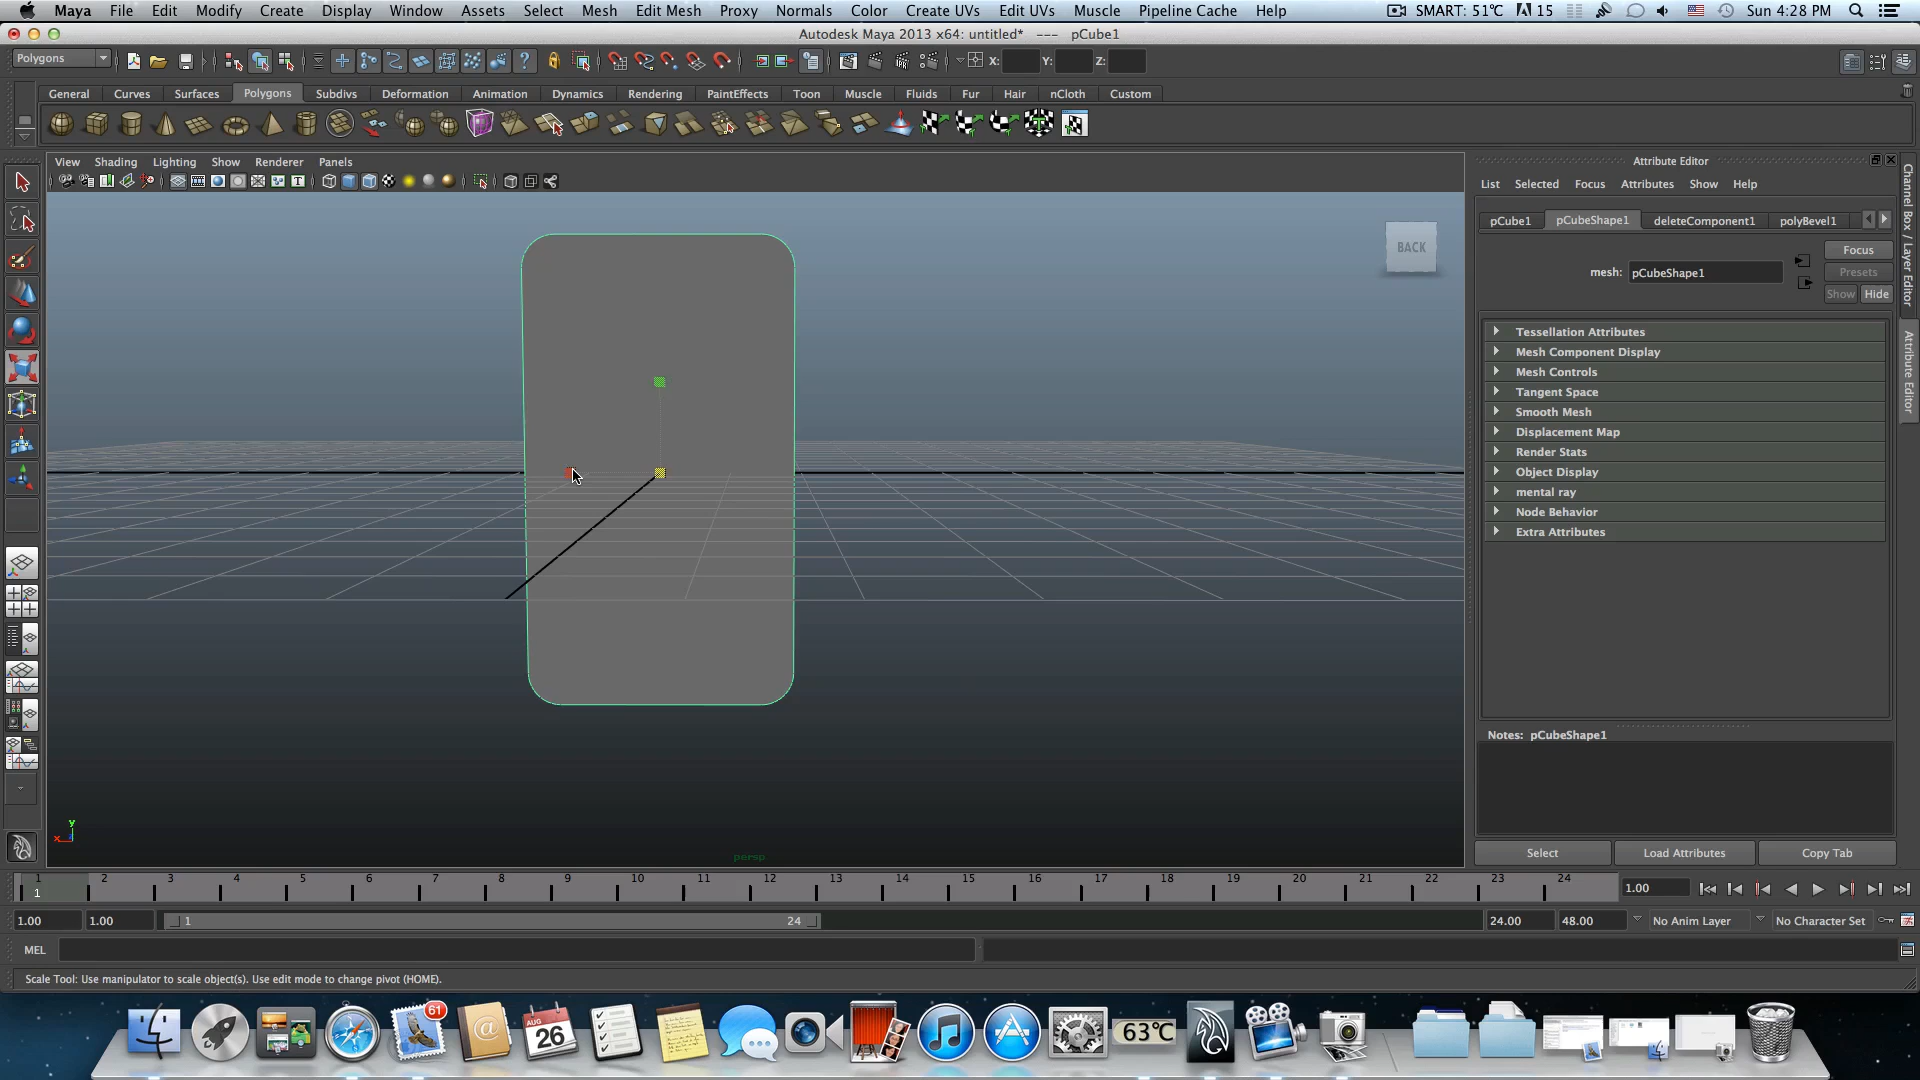 Maya File Edit Modify Create Display Window Assets Select Mesh Edit Mesh Proxy Normals Color Create UVs Edit UVs Muscle Pipeline Cache Help SMART: 51℃ 15 Sun 4:28 PM
Autodesk Maya 2013 x64: untitled* --- pCube1
Polygons X: Y: Z:
General Curves Surfaces Polygons Subdivs Deformation Animation Dynamics Rendering PaintEffects Toon Muscle Fluids Fur Hair nCloth Custom
View Shading Lighting Show Renderer Panels
Attribute Editor
List Selected Focus Attributes Show Help
pCube1 pCubeShape1 deleteComponent1 polyBevel1
Focus
mesh: pCubeShape1
Presets
Show Hide
BACK
Tessellation Attributes
Mesh Component Display
Mesh Controls
Tangent Space
Smooth Mesh
Displacement Map
Render Stats
Object Display
mental ray
Node Behavior
Extra Attributes
Notes: pCubeShape1
Select Load Attributes Copy Tab
Channel Box / Layer Editor
Attribute Editor
y
x
persp
1 2 3 4 5 6 7 8 9 10 11 12 13 14 15 16 17 18 19 20 21 22 23 24
1 1.00
1.00 1.00 1 24 24.00 48.00 No Anim Layer No Character Set
MEL
Scale Tool: Use manipulator to scale object(s). Use edit mode to change pivot (HOME).
61
AUG
26
63℃